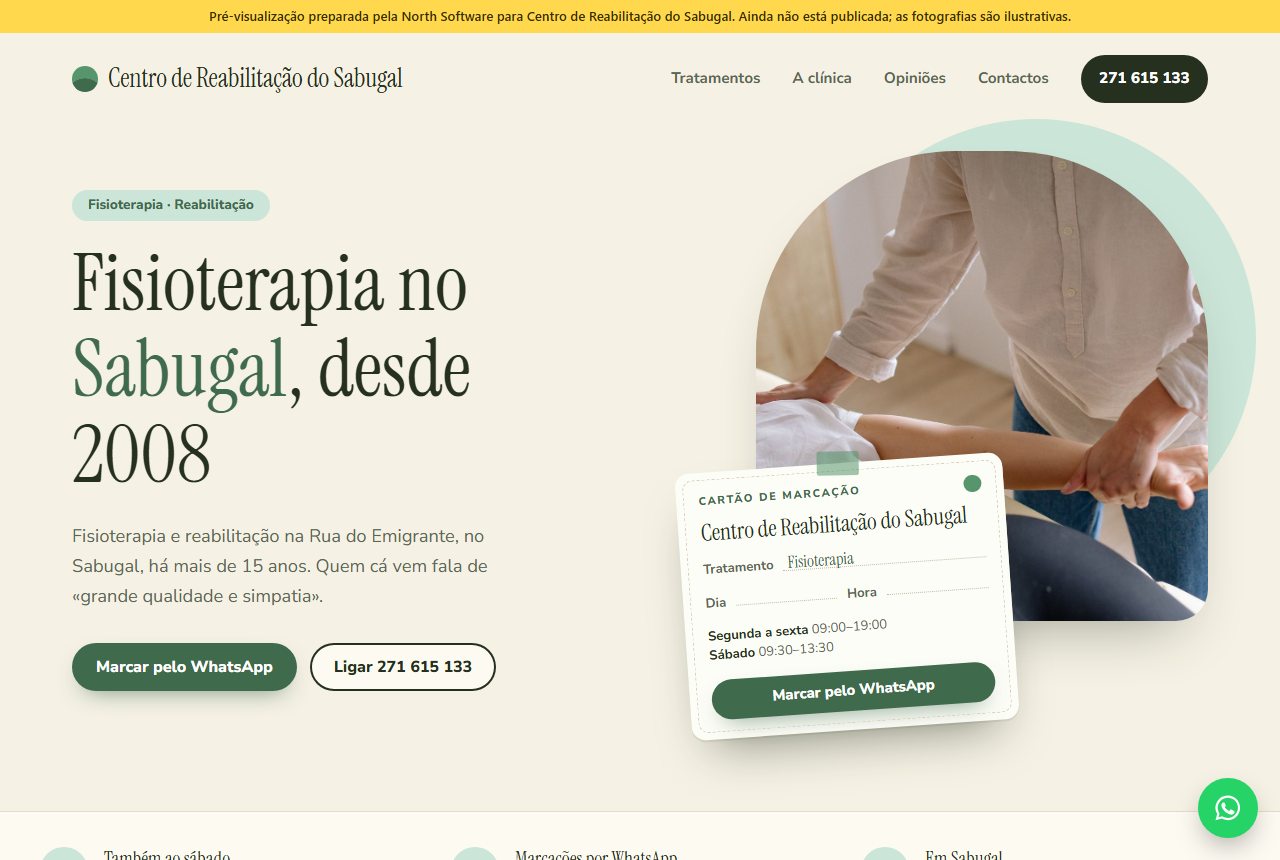 Pré-visualização preparada pela North Software para Centro de Reabilitação do Sabugal. Ainda não está publicada; as fotografias são ilustrativas.
Centro de Reabilitação do Sabugal
Tratamentos
A clínica
Opiniões
Contactos
271 615 133
Fisioterapia · Reabilitação
Fisioterapia no
Sabugal, desde
2008
Fisioterapia e reabilitação na Rua do Emigrante, no
Sabugal, há mais de 15 anos. Quem cá vem fala de
«grande qualidade e simpatia».
Marcar pelo WhatsApp
Ligar 271 615 133
CARTÃO DE MARCAÇÃO
Centro de Reabilitação do Sabugal
Tratamento Fisioterapia
Dia Hora
Segunda a sexta 09:00–19:00
Sábado 09:30–13:30
Marcar pelo WhatsApp
Também ao sábado
Marcações por WhatsApp
Em Sabugal